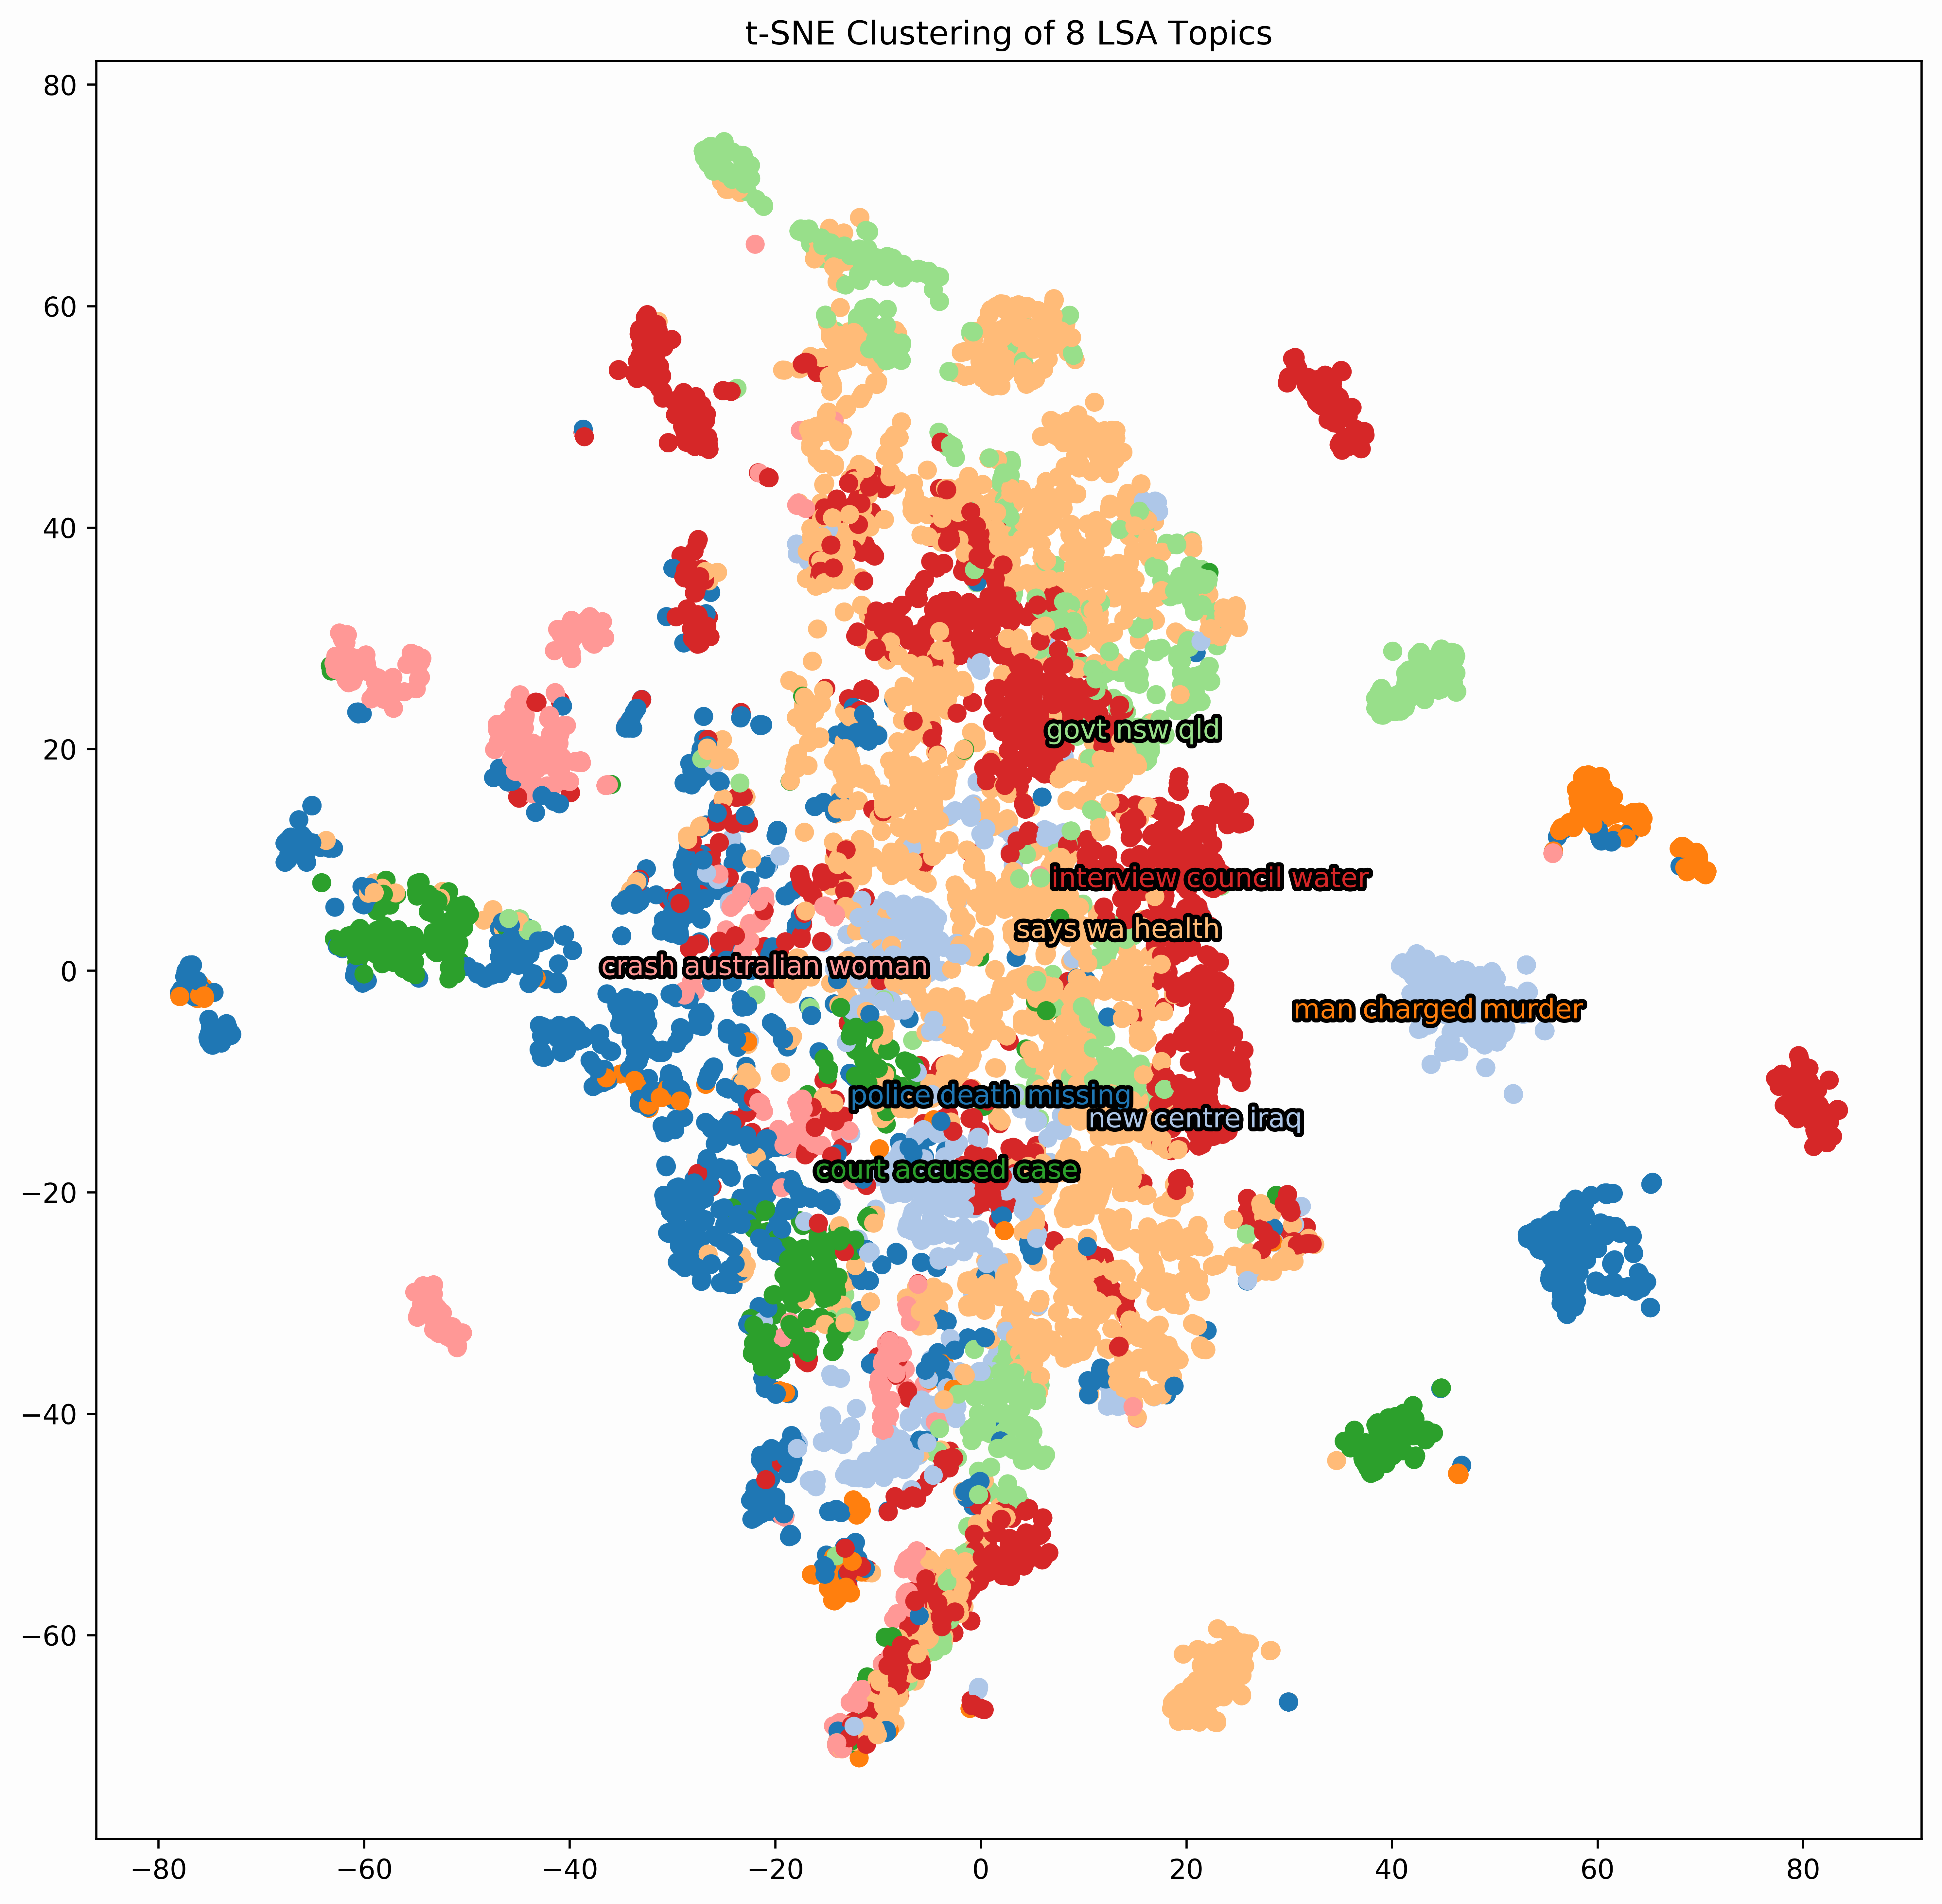 t-SNE Clustering of 8 LSA Topics
80
60
40
20
0
−20
−40
−60
govt nsw qld
interview council water
says wa health
crash australian woman
man charged murder
police death missing
new centre iraq
court accused case
−80
−60
−40
−20
0
20
40
60
80